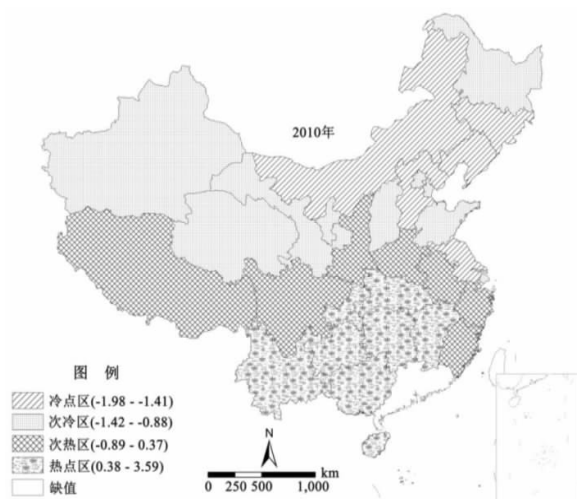 2010年
图 例
冷点区(-1.98 - -1.41)
次冷区(-1.42 - -0.88)
次热区(-0.89 - 0.37)
热点区(0.38 - 3.59)
缺值
N
km
0 250 500 1,000